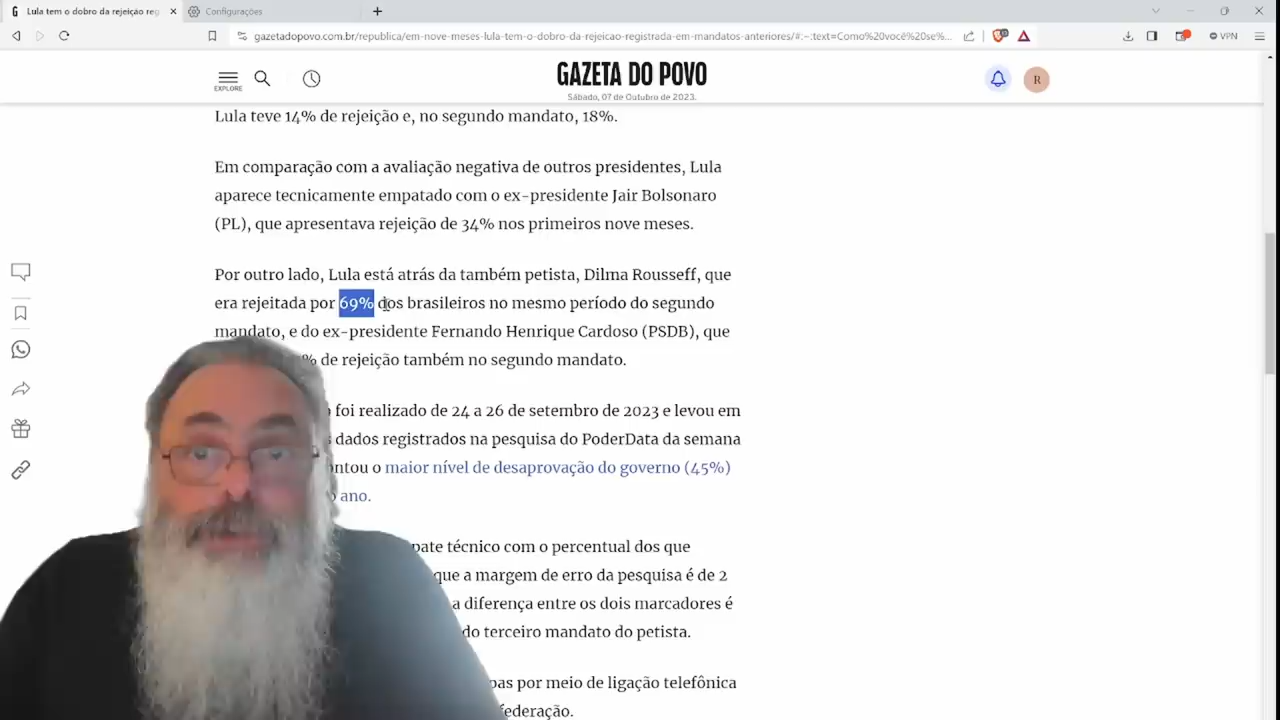 Lula tem o dobro da rejeição reg
Configurações
gazetadopovo.com.br/republica/em-nove-meses-lula-tem-o-dobro-da-rejeicao-registrada-em-mandatos-anteriores/#:~:text=Como%20você%20se%...
VPN
EXPLORE
GAZETA DO POVO
R
Sábado, 07 de Outubro de 2023.
Lula teve 14% de rejeição e, no segundo mandato, 18%.
Em comparação com a avaliação negativa de outros presidentes, Lula
aparece tecnicamente empatado com o ex-presidente Jair Bolsonaro
(PL), que apresentava rejeição de 34% nos primeiros nove meses.
Por outro lado, Lula está atrás da também petista, Dilma Rousseff, que
era rejeitada por 69% dos brasileiros no mesmo período do segundo
mandato, e do ex-presidente Fernando Henrique Cardoso (PSDB), que
% de rejeição também no segundo mandato.
foi realizado de 24 a 26 de setembro de 2023 e levou em
dados registrados na pesquisa do PoderData da semana
maior nível de desaprovação do governo (45%)
ano.
técnico com o percentual dos que
que a margem de erro da pesquisa é de 2
a diferença entre os dois marcadores é
do terceiro mandato do petista.
por meio de ligação telefônica